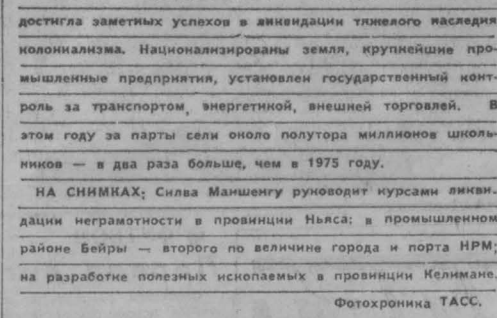 достигла заметных успехов в ликвидации тяжелого наследия
колониализма. Национализированы земля, крупнейшие про-
мышленные предприятия, установлен государственный конт-
роль за транспортом, энергетикой, внешней торговлей. В
этом году за парты сели около полутора миллионов школь-
ников — в два раза больше, чем в 1975 году.
НА СНИМКАХ: Силва Маншенгу руководит курсами ликви-
дации неграмотности в провинции Ньяса; в промышленном
районе Бейры — второго по величине города и порта НРМ;
на разработке полезных ископаемых в провинции Келимане.
Фотохроника ТАСС.